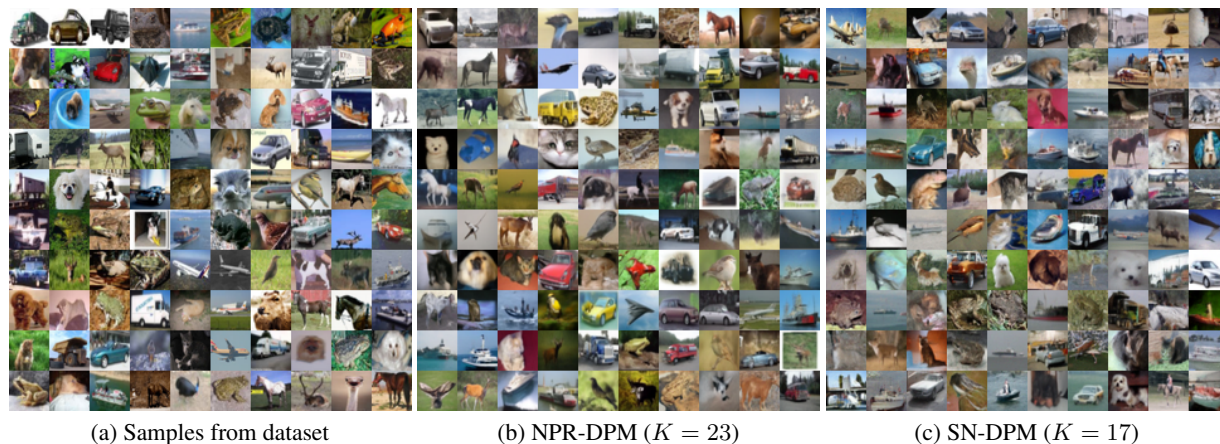 (a) Samples from dataset
(b) NPR-DPM (K = 23)
(c) SN-DPM (K = 17)